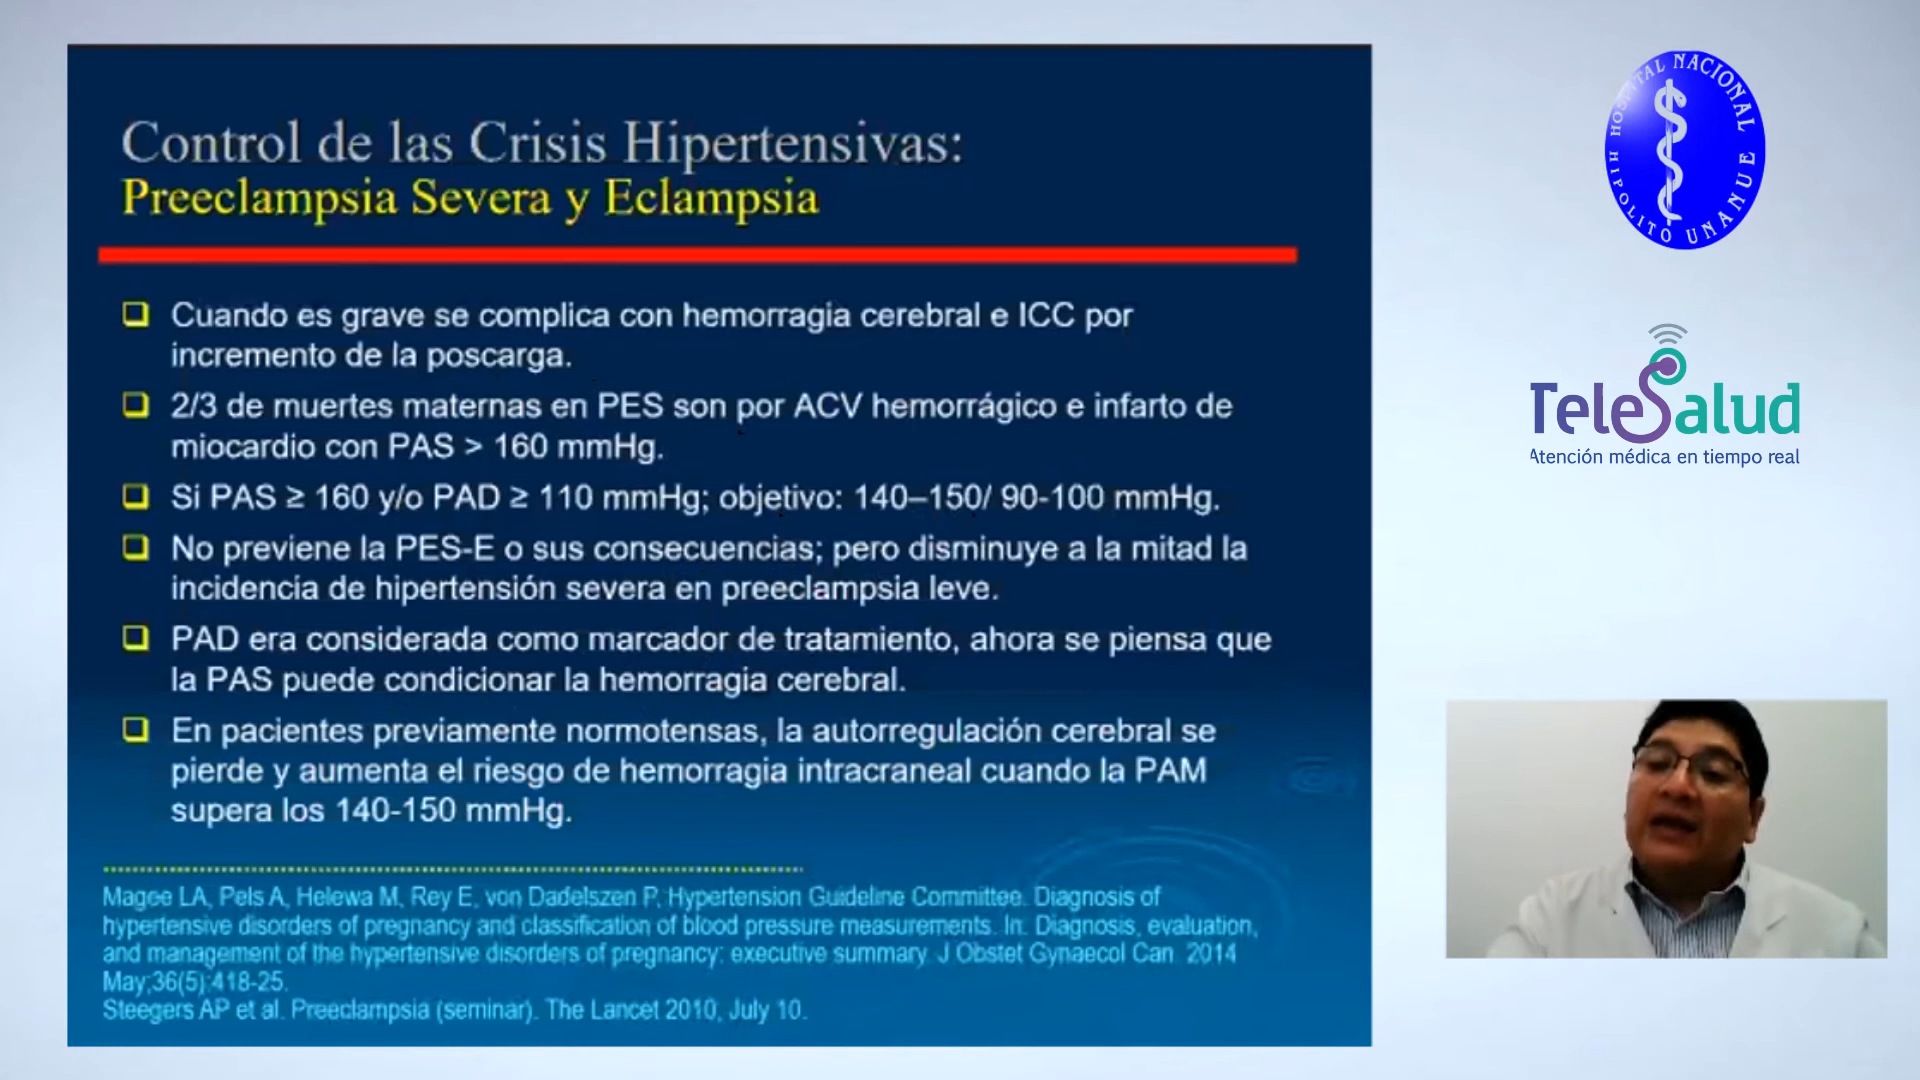 Control de las Crisis Hipertensivas:
Preeclampsia Severa y Eclampsia
Cuando es grave se complica con hemorragia cerebral e ICC por
incremento de la poscarga.
2/3 de muertes maternas en PES son por ACV hemorrágico e infarto de
miocardio con PAS > 160 mmHg.
Si PAS ≥ 160 y/o PAD ≥ 110 mmHg; objetivo: 140–150/ 90-100 mmHg.
No previene la PES-E o sus consecuencias; pero disminuye a la mitad la
incidencia de hipertensión severa en preeclampsia leve.
PAD era considerada como marcador de tratamiento, ahora se piensa que
la PAS puede condicionar la hemorragia cerebral.
En pacientes previamente normotensas, la autorregulación cerebral se
pierde y aumenta el riesgo de hemorragia intracraneal cuando la PAM
supera los 140-150 mmHg.
Magee LA, Pels A, Helewa M, Rey E, von Dadelszen P; Hypertension Guideline Committee. Diagnosis of
hypertensive disorders of pregnancy and classification of blood pressure measurements. In: Diagnosis, evaluation,
and management of the hypertensive disorders of pregnancy: executive summary. J Obstet Gynaecol Can. 2014
May;36(5):418-25.
Steegers AP et al. Preeclampsia (seminar). The Lancet 2010; July 10.
HOSPITAL NACIONAL
HIPOLITO UNANUE
TeleSalud
Atención médica en tiempo real